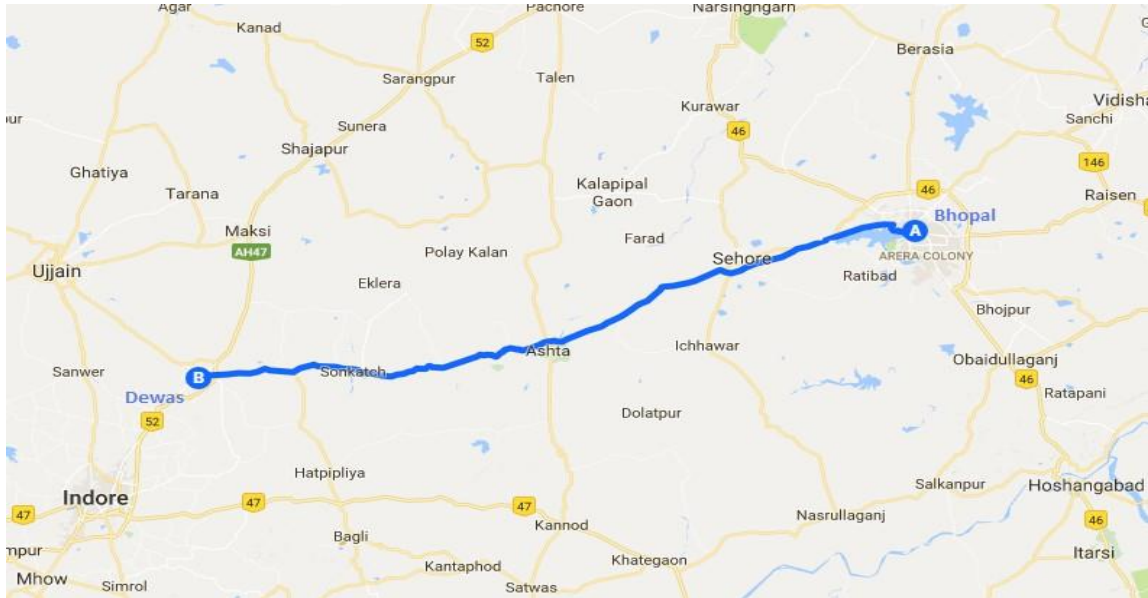 Agar
Pachore
Narsingngarn
Kanad
52
Berasia
Sarangpur
Talen
Kurawar
Vidisha
Sanchi
Sunera
46
Shajapur
146
Ghatiya
Tarana
Kalapipal
Gaon
46
Raisen
Maksi
Farad
A
Bhopal
AH47
Polay Kalan
Sehore
ARERA COLONY
Ujjain
Eklera
Ratibad
Bhojpur
Ashta
Ichhawar
Obaidullaganj
Sanwer
B
Sonkatch
46
Dewas
Ratapani
52
Dolatpur
Hatpipliya
Salkanpur
Hoshangabad
Indore
47
47
47
Kannod
Nasrullaganj
46
Bagli
Itarsi
mpur
Kantaphod
Khategaon
Mhow
Simrol
Satwas